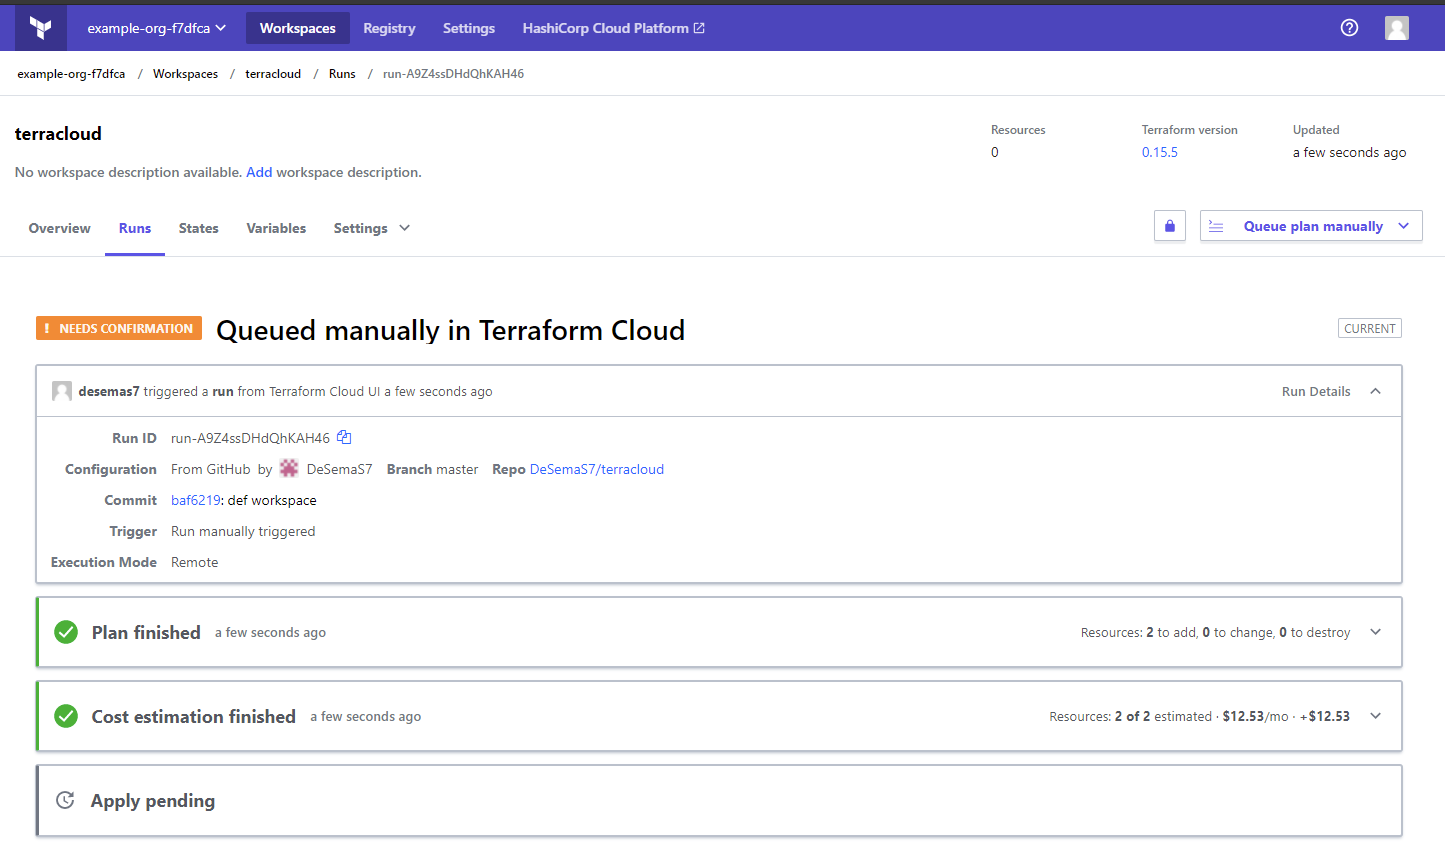 example-org-f7dfca Workspaces Registry Settings HashiCorp Cloud Platform
example-org-f7dfca / Workspaces / terracloud / Runs / run-A9Z4ssDHdQhKAH46
terracloud
No workspace description available. Add workspace description.
Resources Terraform version Updated
0 0.15.5 a few seconds ago
Overview Runs States Variables Settings
Queue plan manually
! NEEDS CONFIRMATION Queued manually in Terraform Cloud CURRENT
desemas7 triggered a run from Terraform Cloud UI a few seconds ago Run Details
Run ID run-A9Z4ssDHdQhKAH46
Configuration From GitHub by DeSemaS7 Branch master Repo DeSemaS7/terracloud
Commit baf6219: def workspace
Trigger Run manually triggered
Execution Mode Remote
Plan finished a few seconds ago Resources: 2 to add, 0 to change, 0 to destroy
Cost estimation finished a few seconds ago Resources: 2 of 2 estimated · $12.53/mo · +$12.53
Apply pending